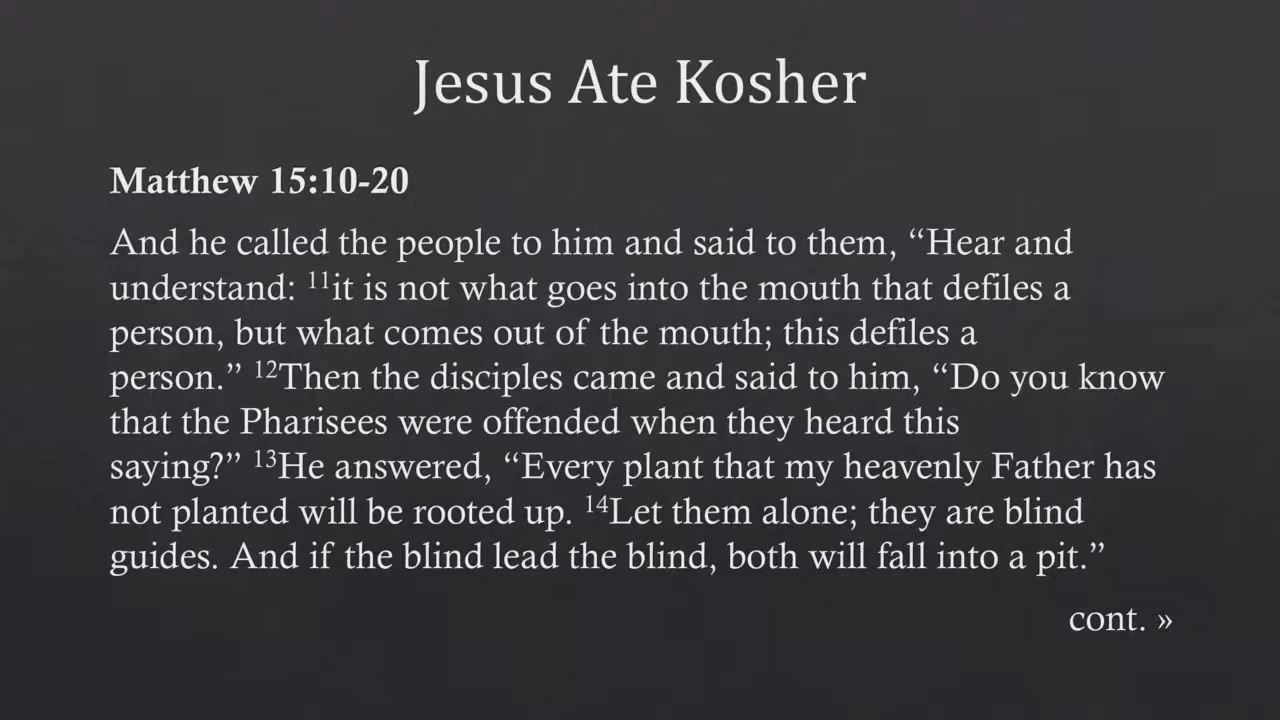 Jesus Ate Kosher
Matthew 15:10-20
And he called the people to him and said to them, “Hear and
understand: ¹¹it is not what goes into the mouth that defiles a
person, but what comes out of the mouth; this defiles a
person.” ¹²Then the disciples came and said to him, “Do you know
that the Pharisees were offended when they heard this
saying?” ¹³He answered, “Every plant that my heavenly Father has
not planted will be rooted up. ¹⁴Let them alone; they are blind
guides. And if the blind lead the blind, both will fall into a pit.”
cont. »